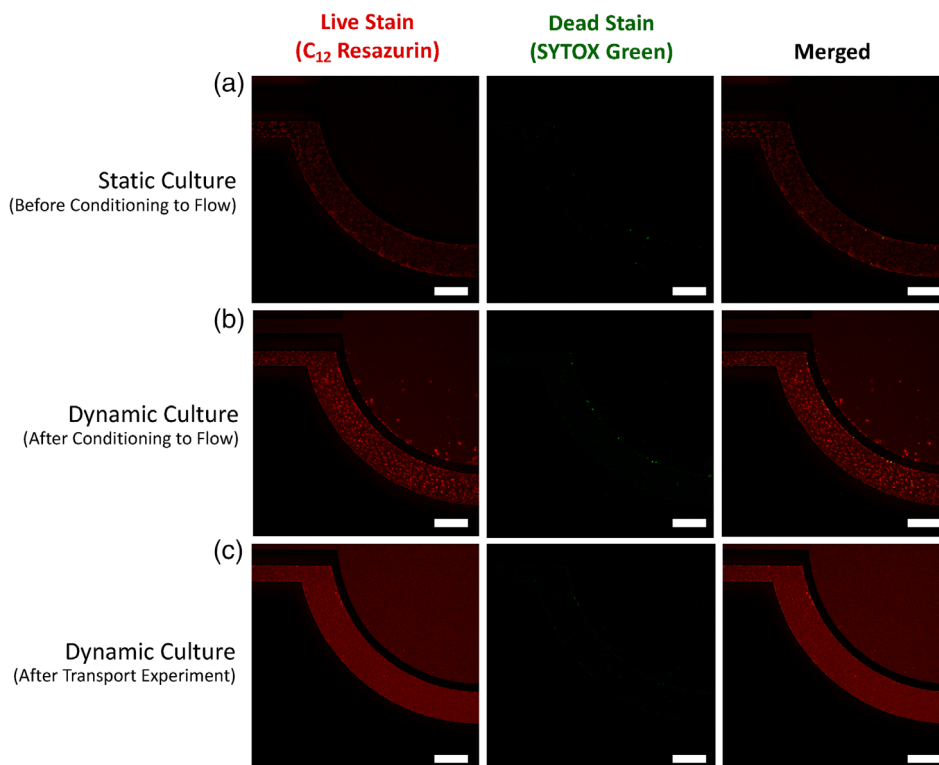 Live Stain
(C₁₂ Resazurin)
Dead Stain
(SYTOX Green)
Merged
(a)
Static Culture
(Before Conditioning to Flow)
(b)
Dynamic Culture
(After Conditioning to Flow)
(c)
Dynamic Culture
(After Transport Experiment)